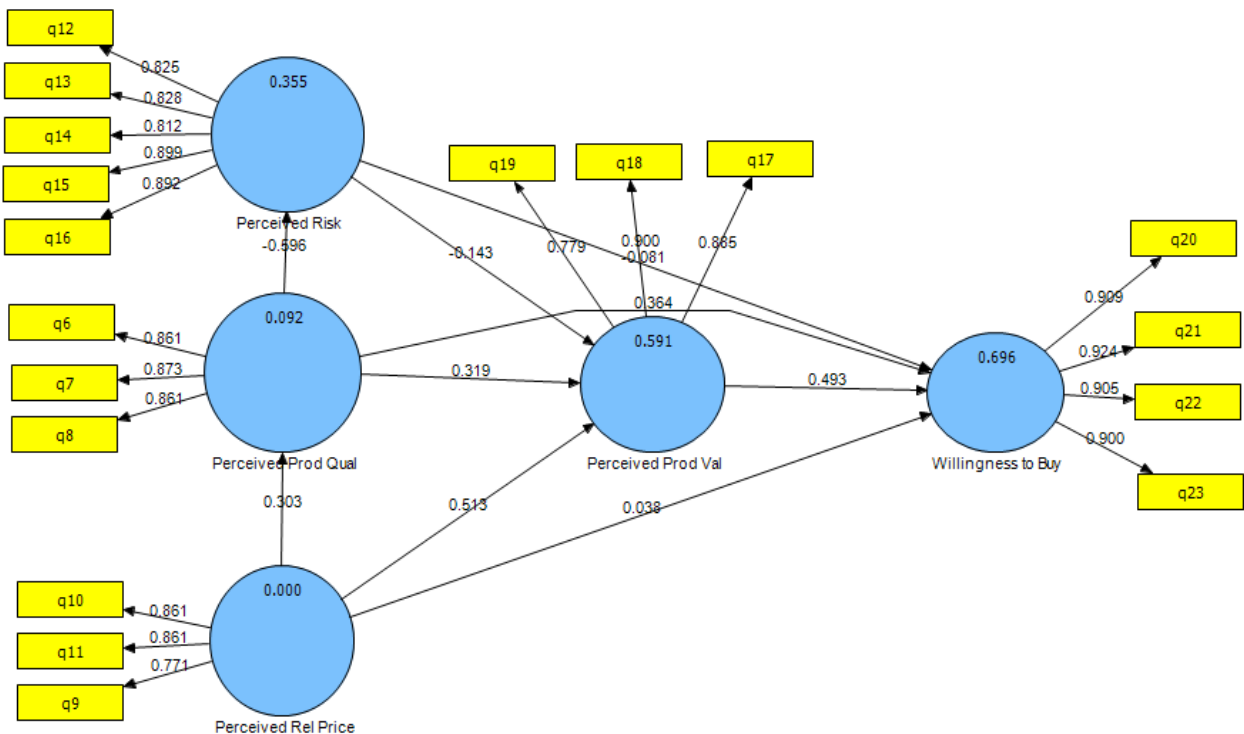 q12
0.825
q13
0.828
q14
0.812
q15
0.899
q16
0.892
0.355
Perceived Risk
-0.596
q19
q18
q17
0.779
0.900
0.885
-0.143
-0.081
q6
0.861
q7
0.873
q8
0.861
0.092
Perceived Prod Qual
0.364
0.319
0.591
Perceived Prod Val
0.493
0.696
Willingness to Buy
q20
0.909
q21
0.924
q22
0.905
q23
0.900
0.303
0.513
0.038
0.000
Perceived Rel Price
q10
0.861
q11
0.861
q9
0.771